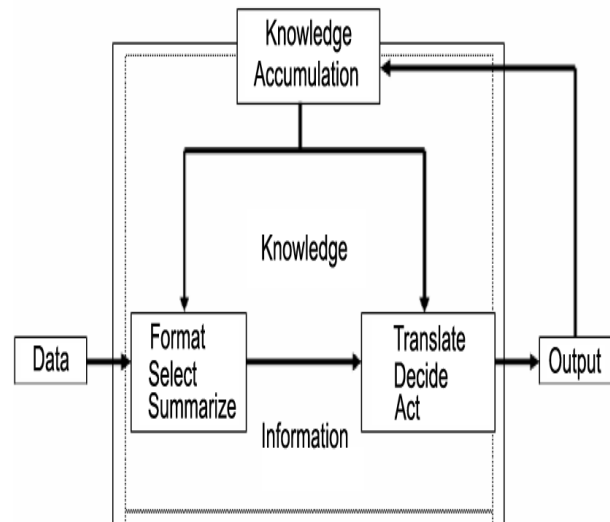 Knowledge
Accumulation
Knowledge
Data
Format
Select
Summarize
Information
Translate
Decide
Act
Output